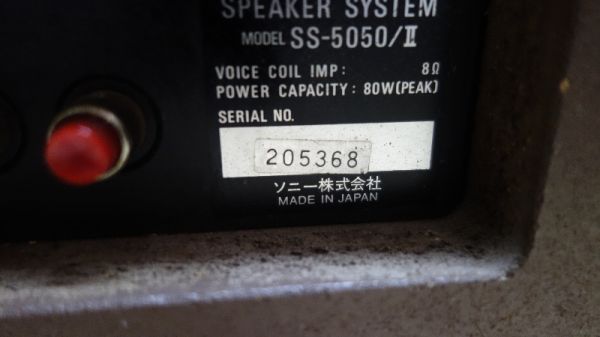 SPEAKER SYSTEM
MODEL SS-5050/II
VOICE COIL IMP: 8Ω
POWER CAPACITY: 80W(PEAK)
SERIAL NO.
205368
ソニー株式会社
MADE IN JAPAN